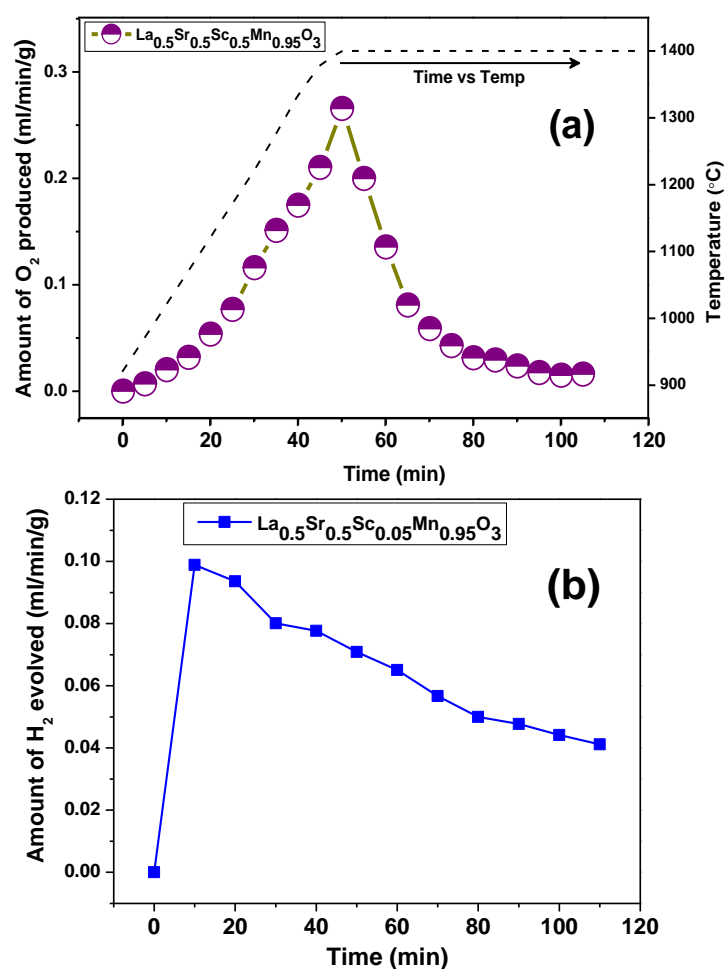 La0.5Sr0.5Sc0.5Mn0.95O3
Time vs Temp
(a)
Amount of O2 produced (ml/min/g)
0.3
0.2
0.1
0.0
1400
1300
1200
1100
1000
900
Temperature (°C)
0 20 40 60 80 100 120
Time (min)
La0.5Sr0.5Sc0.05Mn0.95O3
(b)
Amount of H2 evolved (ml/min/g)
0.12
0.10
0.08
0.06
0.04
0.02
0.00
0 20 40 60 80 100 120
Time (min)